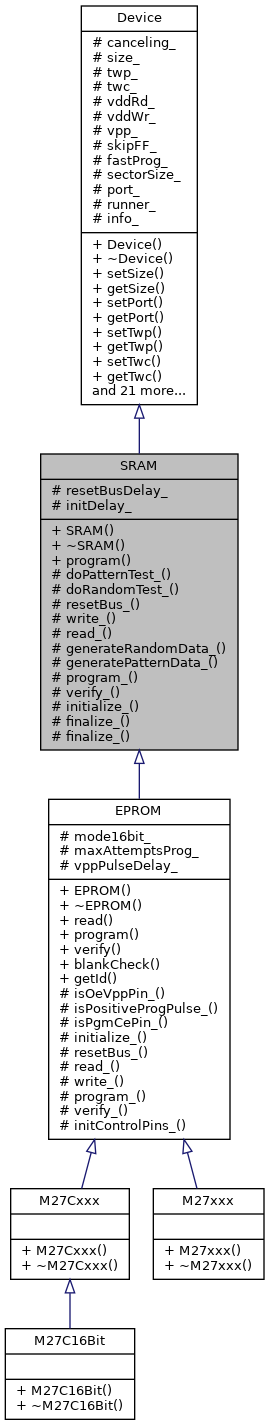 Device
# canceling_
# size_
# twp_
# twc_
# vddRd_
# vddWr_
# vpp_
# skipFF_
# fastProg_
# sectorSize_
# port_
# runner_
# info_
+ Device()
+ ~Device()
+ setSize()
+ getSize()
+ setPort()
+ getPort()
+ setTwp()
+ getTwp()
+ setTwc()
+ getTwc()
and 21 more...
SRAM
# resetBusDelay_
# initDelay_
+ SRAM()
+ ~SRAM()
+ program()
# doPatternTest_()
# doRandomTest_()
# resetBus_()
# write_()
# read_()
# generateRandomData_()
# generatePatternData_()
# program_()
# verify_()
# initialize_()
# finalize_()
# finalize_()
EPROM
# mode16bit_
# maxAttemptsProg_
# vppPulseDelay_
+ EPROM()
+ ~EPROM()
+ read()
+ program()
+ verify()
+ blankCheck()
+ getId()
# isOeVppPin_()
# isPositiveProgPulse_()
# isPgmCePin_()
# initialize_()
# resetBus_()
# read_()
# write_()
# program_()
# verify_()
# initControlPins_()
M27Cxxx
+ M27Cxxx()
+ ~M27Cxxx()
M27xxx
+ M27xxx()
+ ~M27xxx()
M27C16Bit
+ M27C16Bit()
+ ~M27C16Bit()